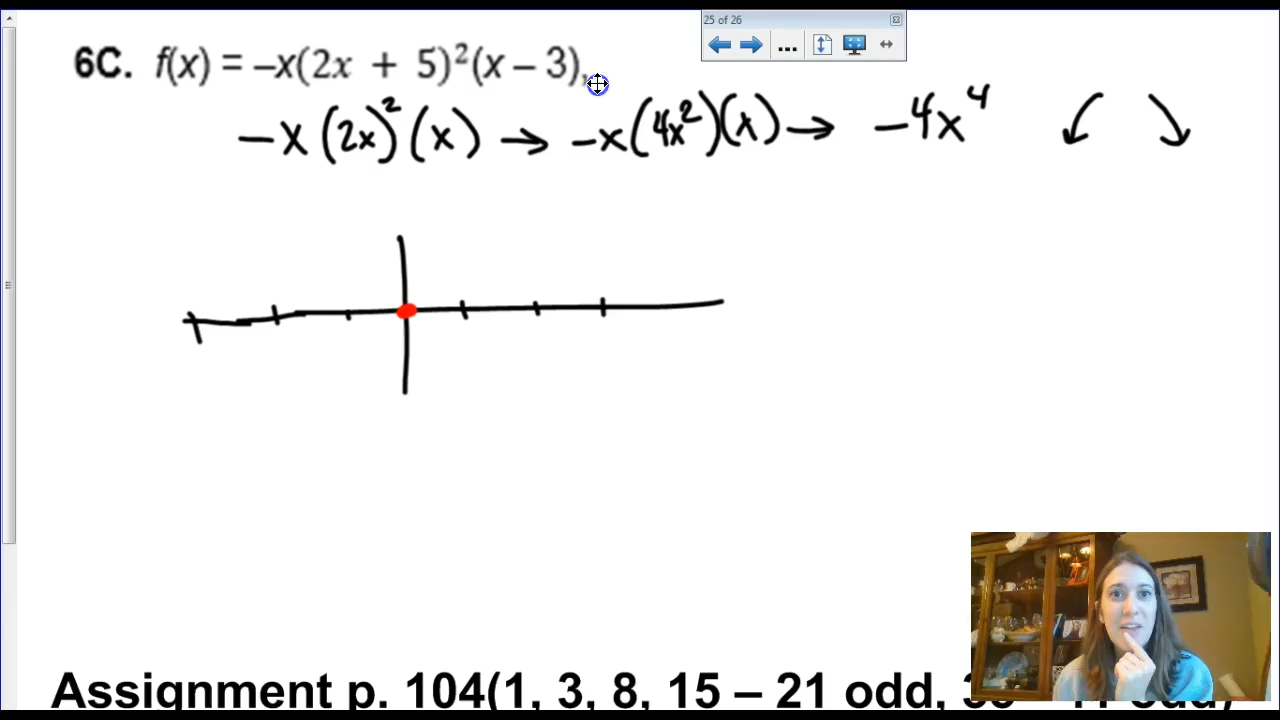 25 of 26
6C. f(x) = –x(2x + 5)²(x – 3),
–x(2x)²(x) → –x(4x²)(x) → –4x⁴
Assignment p. 104(1, 3, 8, 15 – 21 odd,